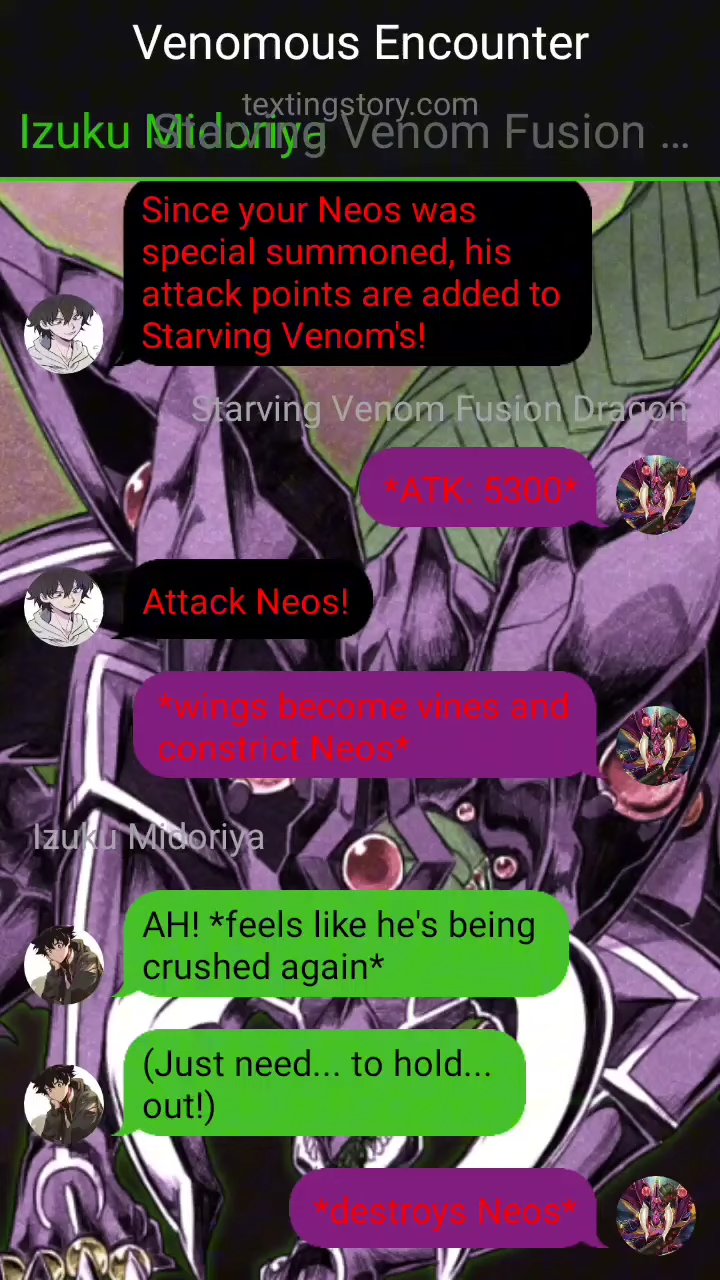 Venomous Encounter
textingstory.com
Izuku Midoriya
Starving Venom Fusion ...
Since your Neos was
special summoned, his
attack points are added to
Starving Venom's!
Starving Venom Fusion Dragon
*ATK: 5300*
Attack Neos!
*wings become vines and
constrict Neos*
Izuku Midoriya
AH! *feels like he's being
crushed again*
(Just need... to hold...
out!)
*destroys Neos*